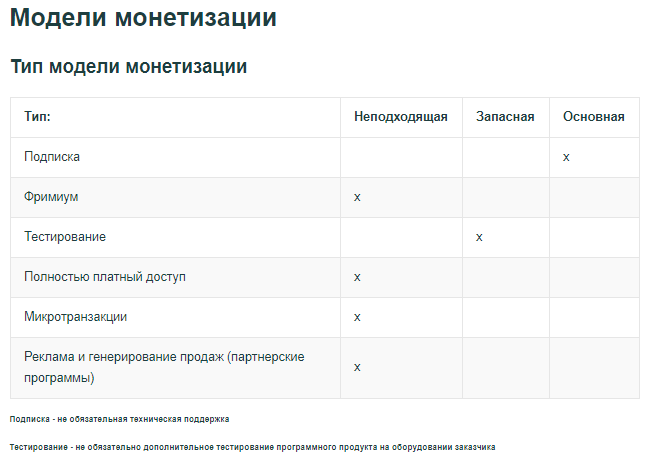 Модели монетизации
Тип модели монетизации
Тип: Неподходящая Запасная Основная
Подписка x
Фримиум x
Тестирование x
Полностью платный доступ x
Микротранзакции x
Реклама и генерирование продаж (партнерские
программы) x
Подписка - не обязательная техническая поддержка
Тестирование - не обязательно дополнительное тестирование программного продукта на оборудовании заказчика